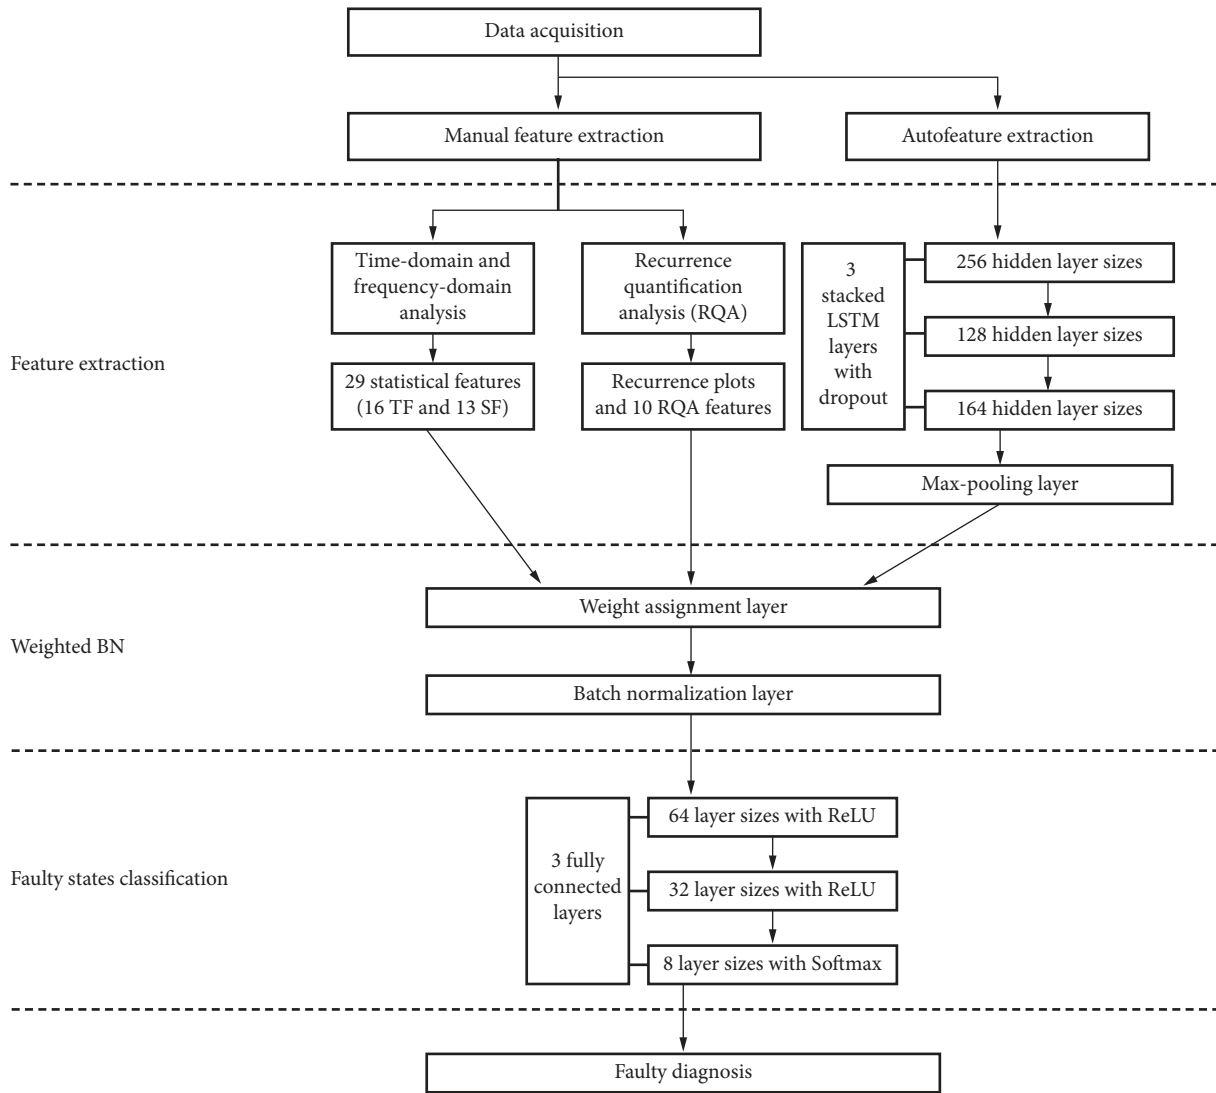 Data acquisition
Manual feature extraction
Autofeature extraction
Feature extraction
Time-domain and
frequency-domain
analysis
Recurrence
quantification
analysis (RQA)
3
stacked
LSTM
layers
with
dropout
256 hidden layer sizes
128 hidden layer sizes
164 hidden layer sizes
29 statistical features
(16 TF and 13 SF)
Recurrence plots
and 10 RQA features
Max-pooling layer
Weighted BN
Weight assignment layer
Batch normalization layer
Faulty states classification
3 fully
connected
layers
64 layer sizes with ReLU
32 layer sizes with ReLU
8 layer sizes with Softmax
Faulty diagnosis